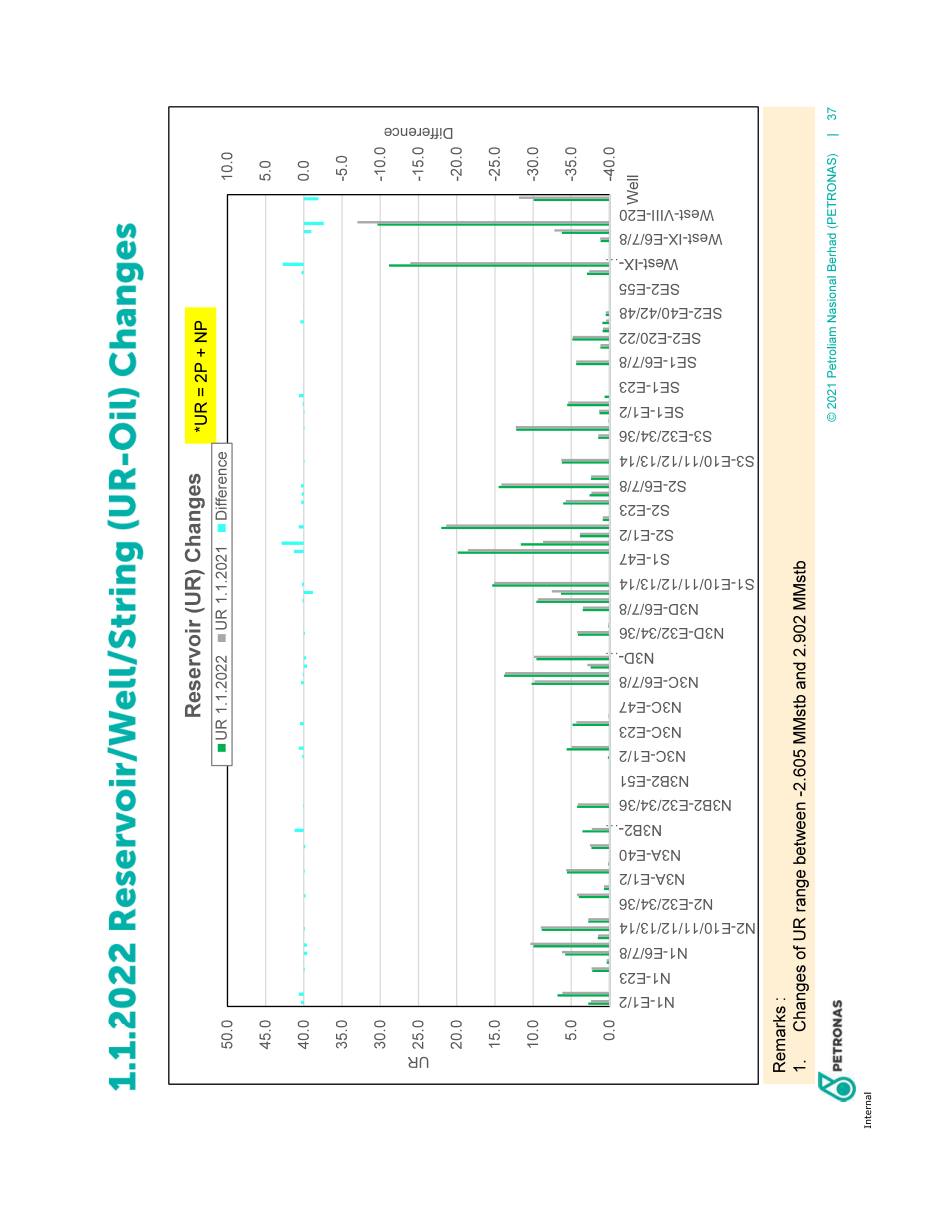 1.1.2022 Reservoir/Well/String (UR-Oil) Changes
*UR = 2P + NP
Reservoir (UR) Changes
UR 1.1.2022 UR 1.1.2021 Difference
UR
50.0
45.0
40.0
35.0
30.0
25.0
20.0
15.0
10.0
5.0
0.0
Difference
10.0
5.0
0.0
-5.0
-10.0
-15.0
-20.0
-25.0
-30.0
-35.0
-40.0
N1-E1/2
N1-E23
N1-E6/7/8
N2-E10/11/12/13/14
N2-E32/34/36
N3A-E1/2
N3A-E40
N3B2-…
N3B2-E32/34/36
N3B2-E51
N3C-E1/2
N3C-E23
N3C-E47
N3C-E6/7/8
N3D-…
N3D-E32/34/36
N3D-E6/7/8
S1-E10/11/12/13/14
S1-E47
S2-E1/2
S2-E23
S2-E6/7/8
S3-E10/11/12/13/14
S3-E32/34/36
SE1-E1/2
SE1-E23
SE1-E6/7/8
SE2-E20/22
SE2-E40/42/48
SE2-E55
West-IX-…
West-IX-E6/7/8
West-VIII-E20
Well
Remarks :
1. Changes of UR range between -2.605 MMstb and 2.902 MMstb
PETRONAS
© 2021 Petroliam Nasional Berhad (PETRONAS) | 37
Internal